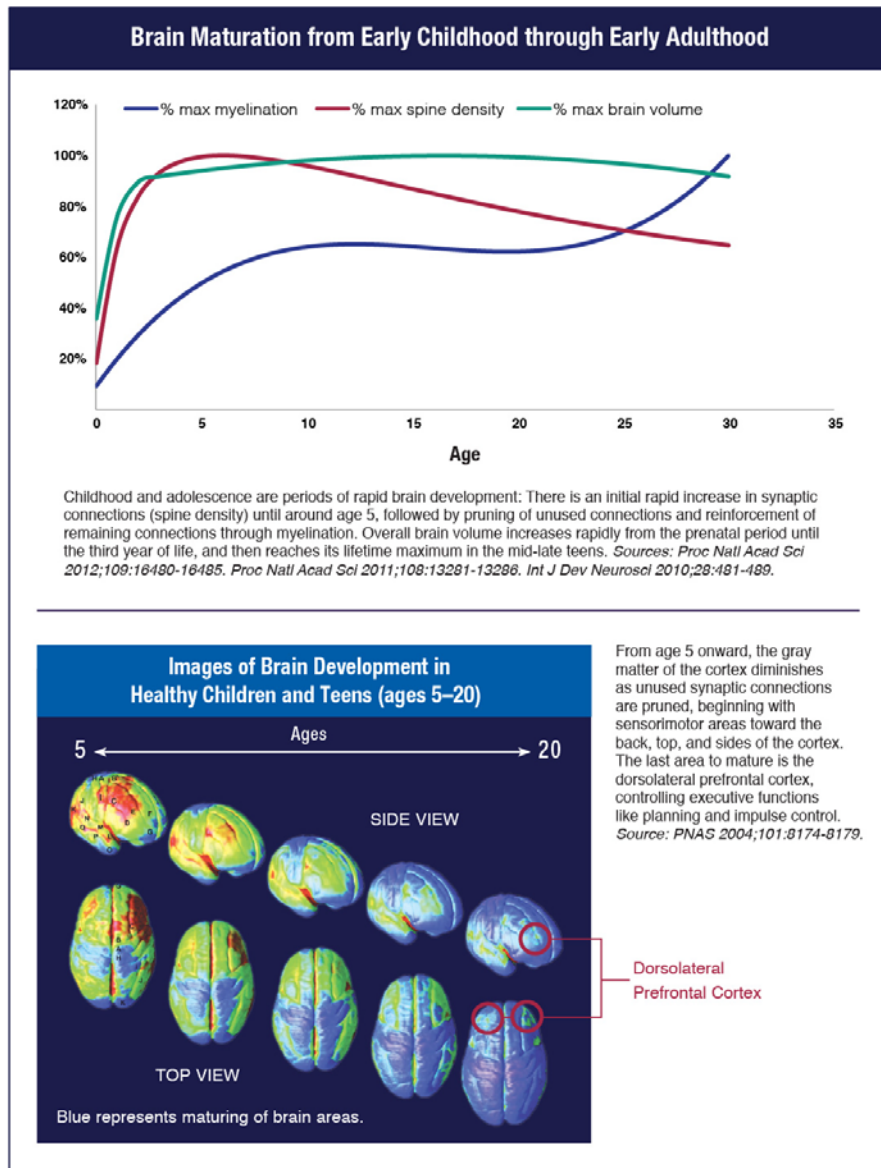 Brain Maturation from Early Childhood through Early Adulthood
120%
% max myelination % max spine density % max brain volume
100%
80%
60%
40%
20%
0 5 10 15 20 25 30 35
Age
Childhood and adolescence are periods of rapid brain development: There is an initial rapid increase in synaptic
connections (spine density) until around age 5, followed by pruning of unused connections and reinforcement of
remaining connections through myelination. Overall brain volume increases rapidly from the prenatal period until
the third year of life, and then reaches its lifetime maximum in the mid-late teens. Sources: Proc Natl Acad Sci
2012;109:16480-16485. Proc Natl Acad Sci 2011;108:13281-13286. Int J Dev Neurosci 2010;28:481-489.
Images of Brain Development in
Healthy Children and Teens (ages 5–20)
Ages
5 20
SIDE VIEW
TOP VIEW
Blue represents maturing of brain areas.
From age 5 onward, the gray
matter of the cortex diminishes
as unused synaptic connections
are pruned, beginning with
sensorimotor areas toward the
back, top, and sides of the cortex.
The last area to mature is the
dorsolateral prefrontal cortex,
controlling executive functions
like planning and impulse control.
Source: PNAS 2004;101:8174-8179.
Dorsolateral
Prefrontal Cortex